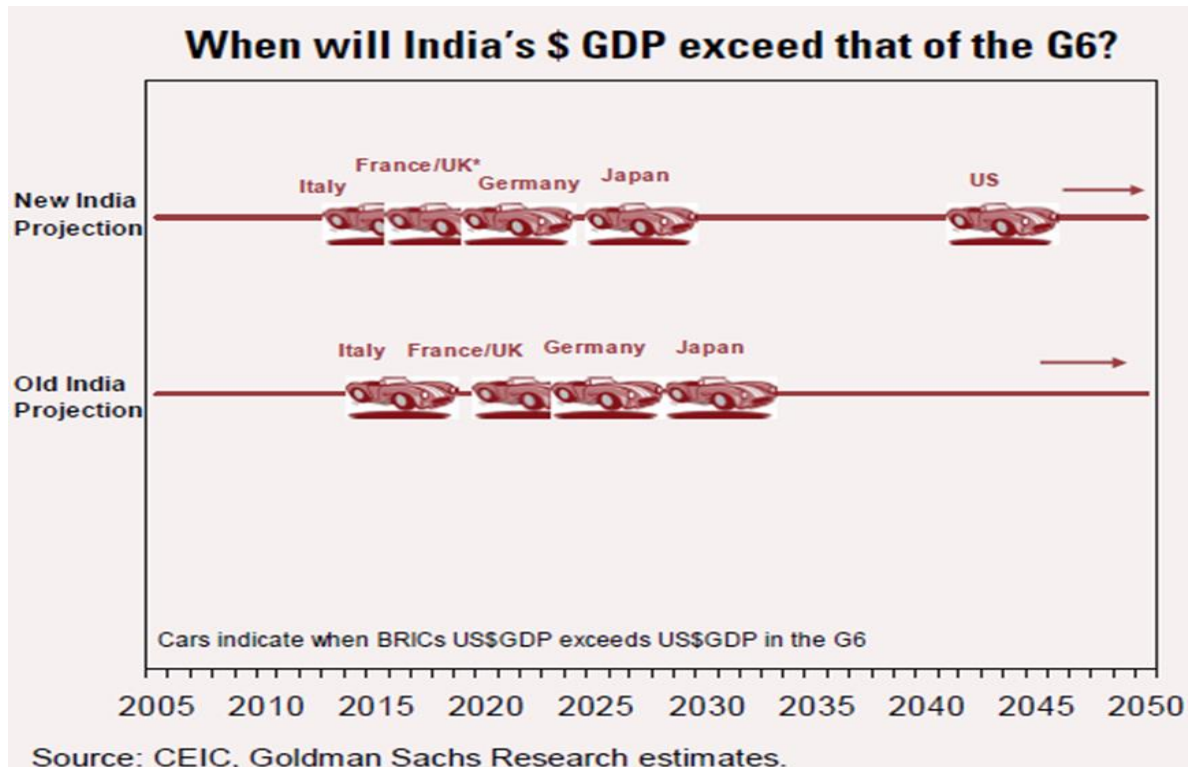 When will India's $ GDP exceed that of the G6?
France/UK*
Italy
Germany
Japan
US
New India
Projection
Italy
France/UK
Germany
Japan
Old India
Projection
Cars indicate when BRICs US$GDP exceeds US$GDP in the G6
2005 2010 2015 2020 2025 2030 2035 2040 2045 2050
Source: CEIC, Goldman Sachs Research estimates.